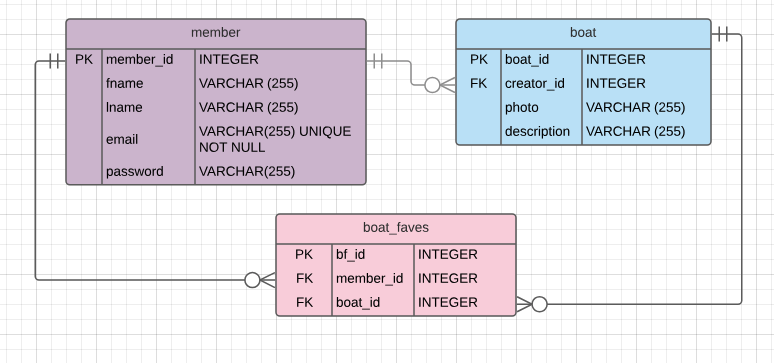 member
PK member_id INTEGER
fname VARCHAR (255)
lname VARCHAR (255)
email VARCHAR(255) UNIQUE
NOT NULL
password VARCHAR(255)
boat
PK boat_id INTEGER
FK creator_id INTEGER
photo VARCHAR (255)
description VARCHAR (255)
boat_faves
PK bf_id INTEGER
FK member_id INTEGER
FK boat_id INTEGER